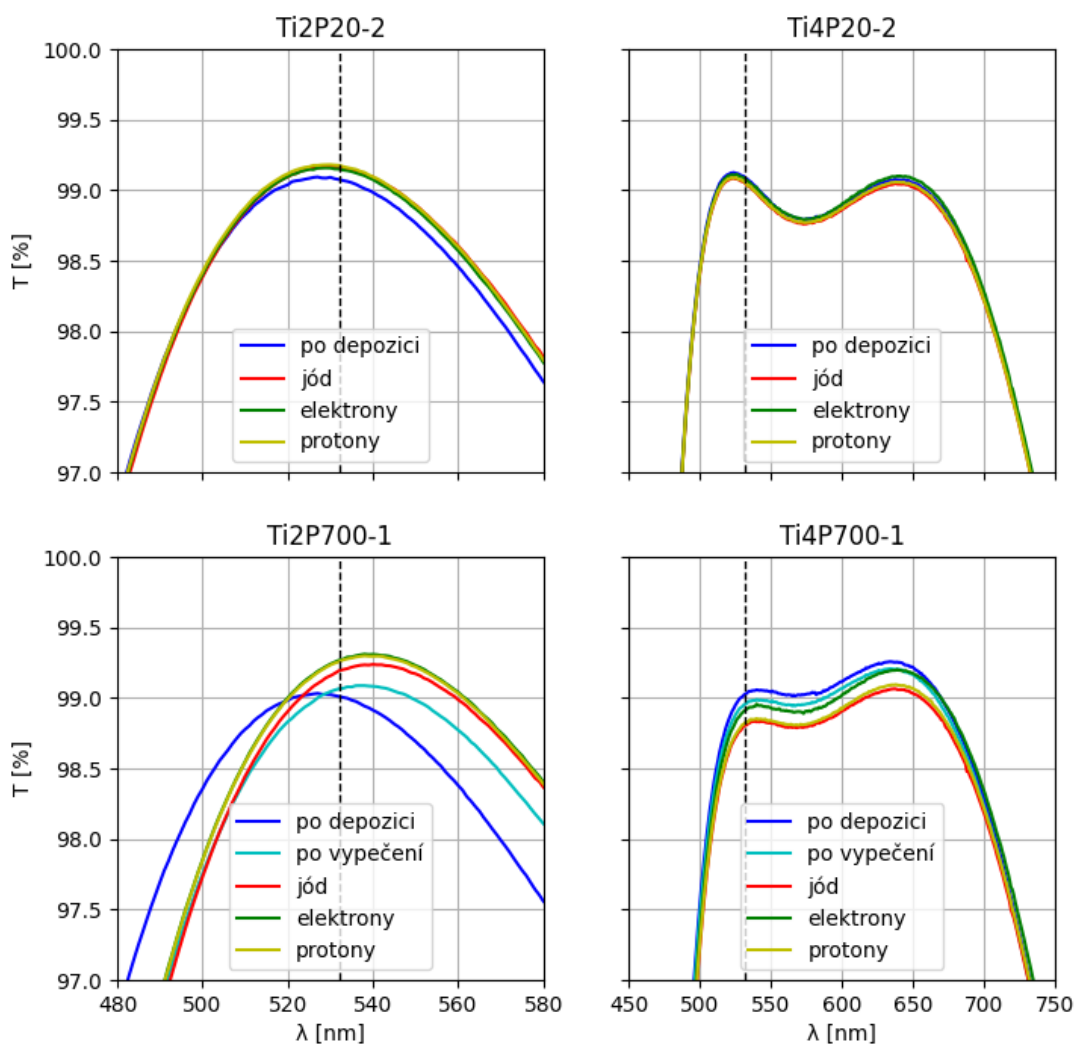 Ti2P20-2
Ti4P20-2
100.0
99.5
99.0
98.5
98.0
97.5
97.0
T [%]
po depozici
jód
elektrony
protony
po depozici
jód
elektrony
protony
Ti2P700-1
Ti4P700-1
100.0
99.5
99.0
98.5
98.0
97.5
97.0
T [%]
po depozici
po vypečení
jód
elektrony
protony
po depozici
po vypečení
jód
elektrony
protony
480 500 520 540 560 580
450 500 550 600 650 700 750
λ [nm]
λ [nm]